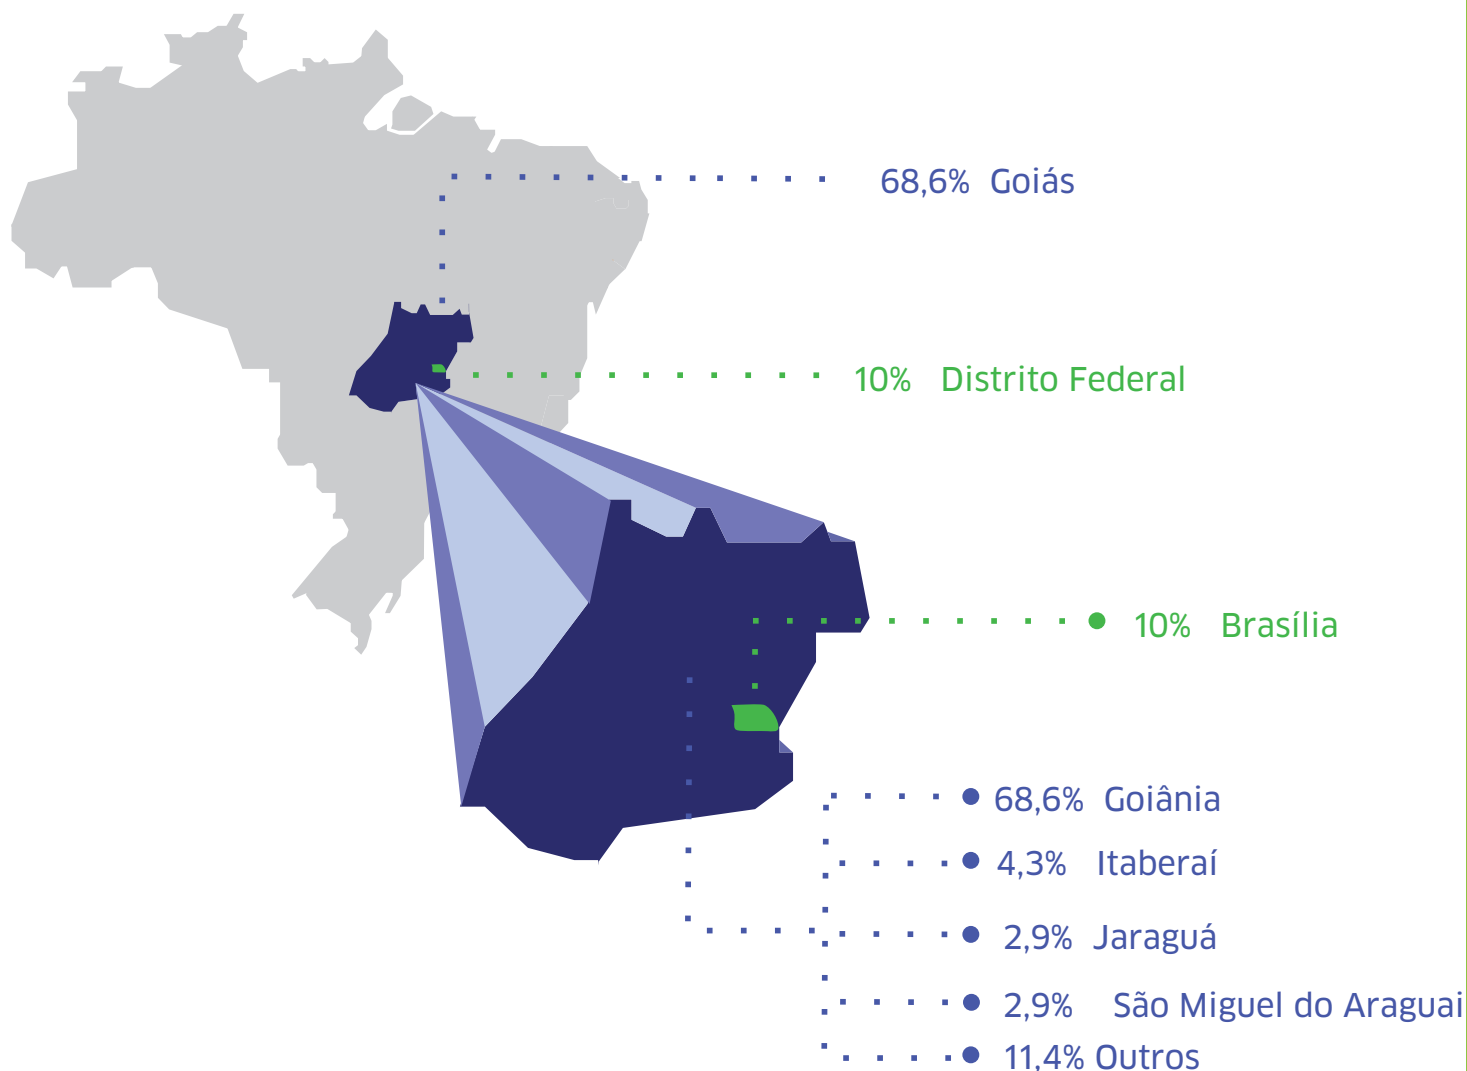 68,6% Goiás
10% Distrito Federal
10% Brasília
68,6% Goiânia
4,3% Itaberaí
2,9% Jaraguá
2,9% São Miguel do Araguai
11,4% Outros